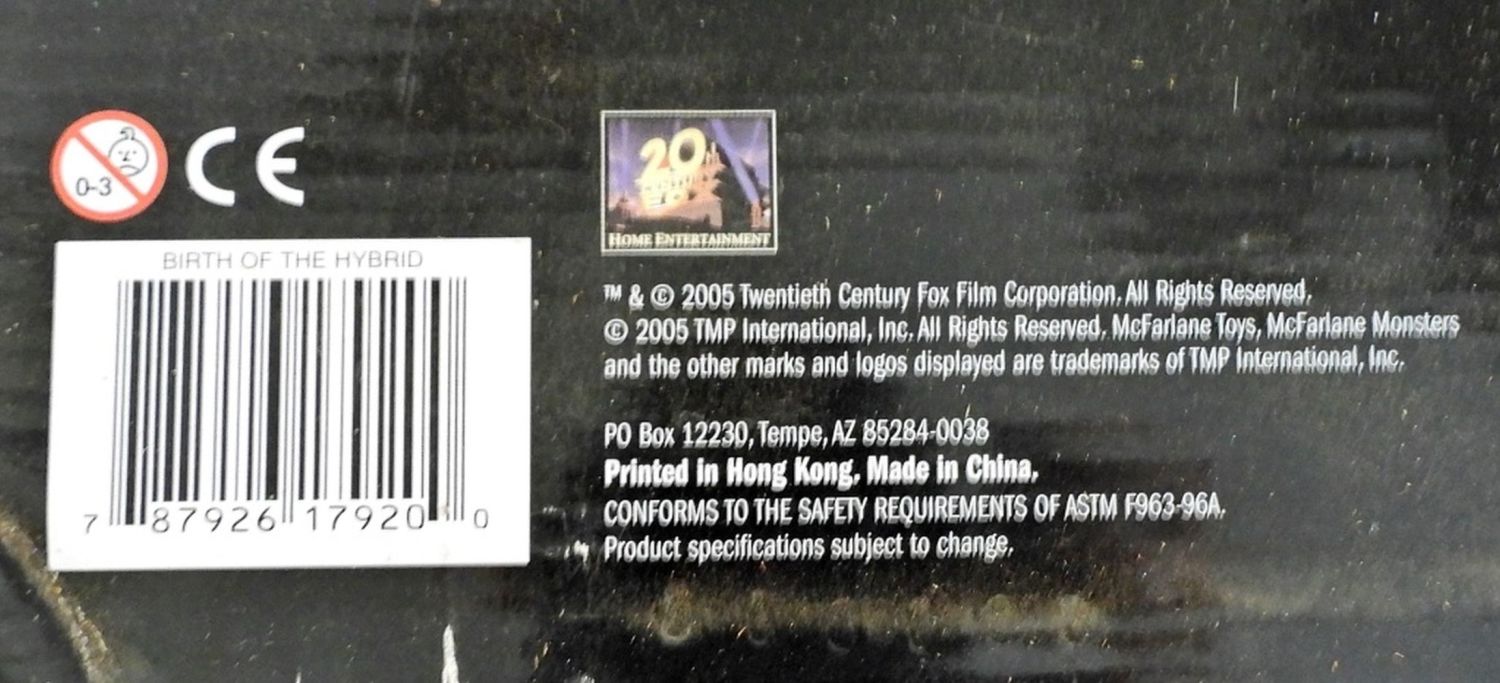 0-3
CE
BIRTH OF THE HYBRID
7 87926 17920 0
20th
CENTURY
FOX
HOME ENTERTAINMENT
™ & © 2005 Twentieth Century Fox Film Corporation. All Rights Reserved.
© 2005 TMP International, Inc. All Rights Reserved. McFarlane Toys, McFarlane Monsters
and the other marks and logos displayed are trademarks of TMP International, Inc.
PO Box 12230, Tempe, AZ 85284-0038
Printed in Hong Kong. Made in China.
CONFORMS TO THE SAFETY REQUIREMENTS OF ASTM F963-96A.
Product specifications subject to change.